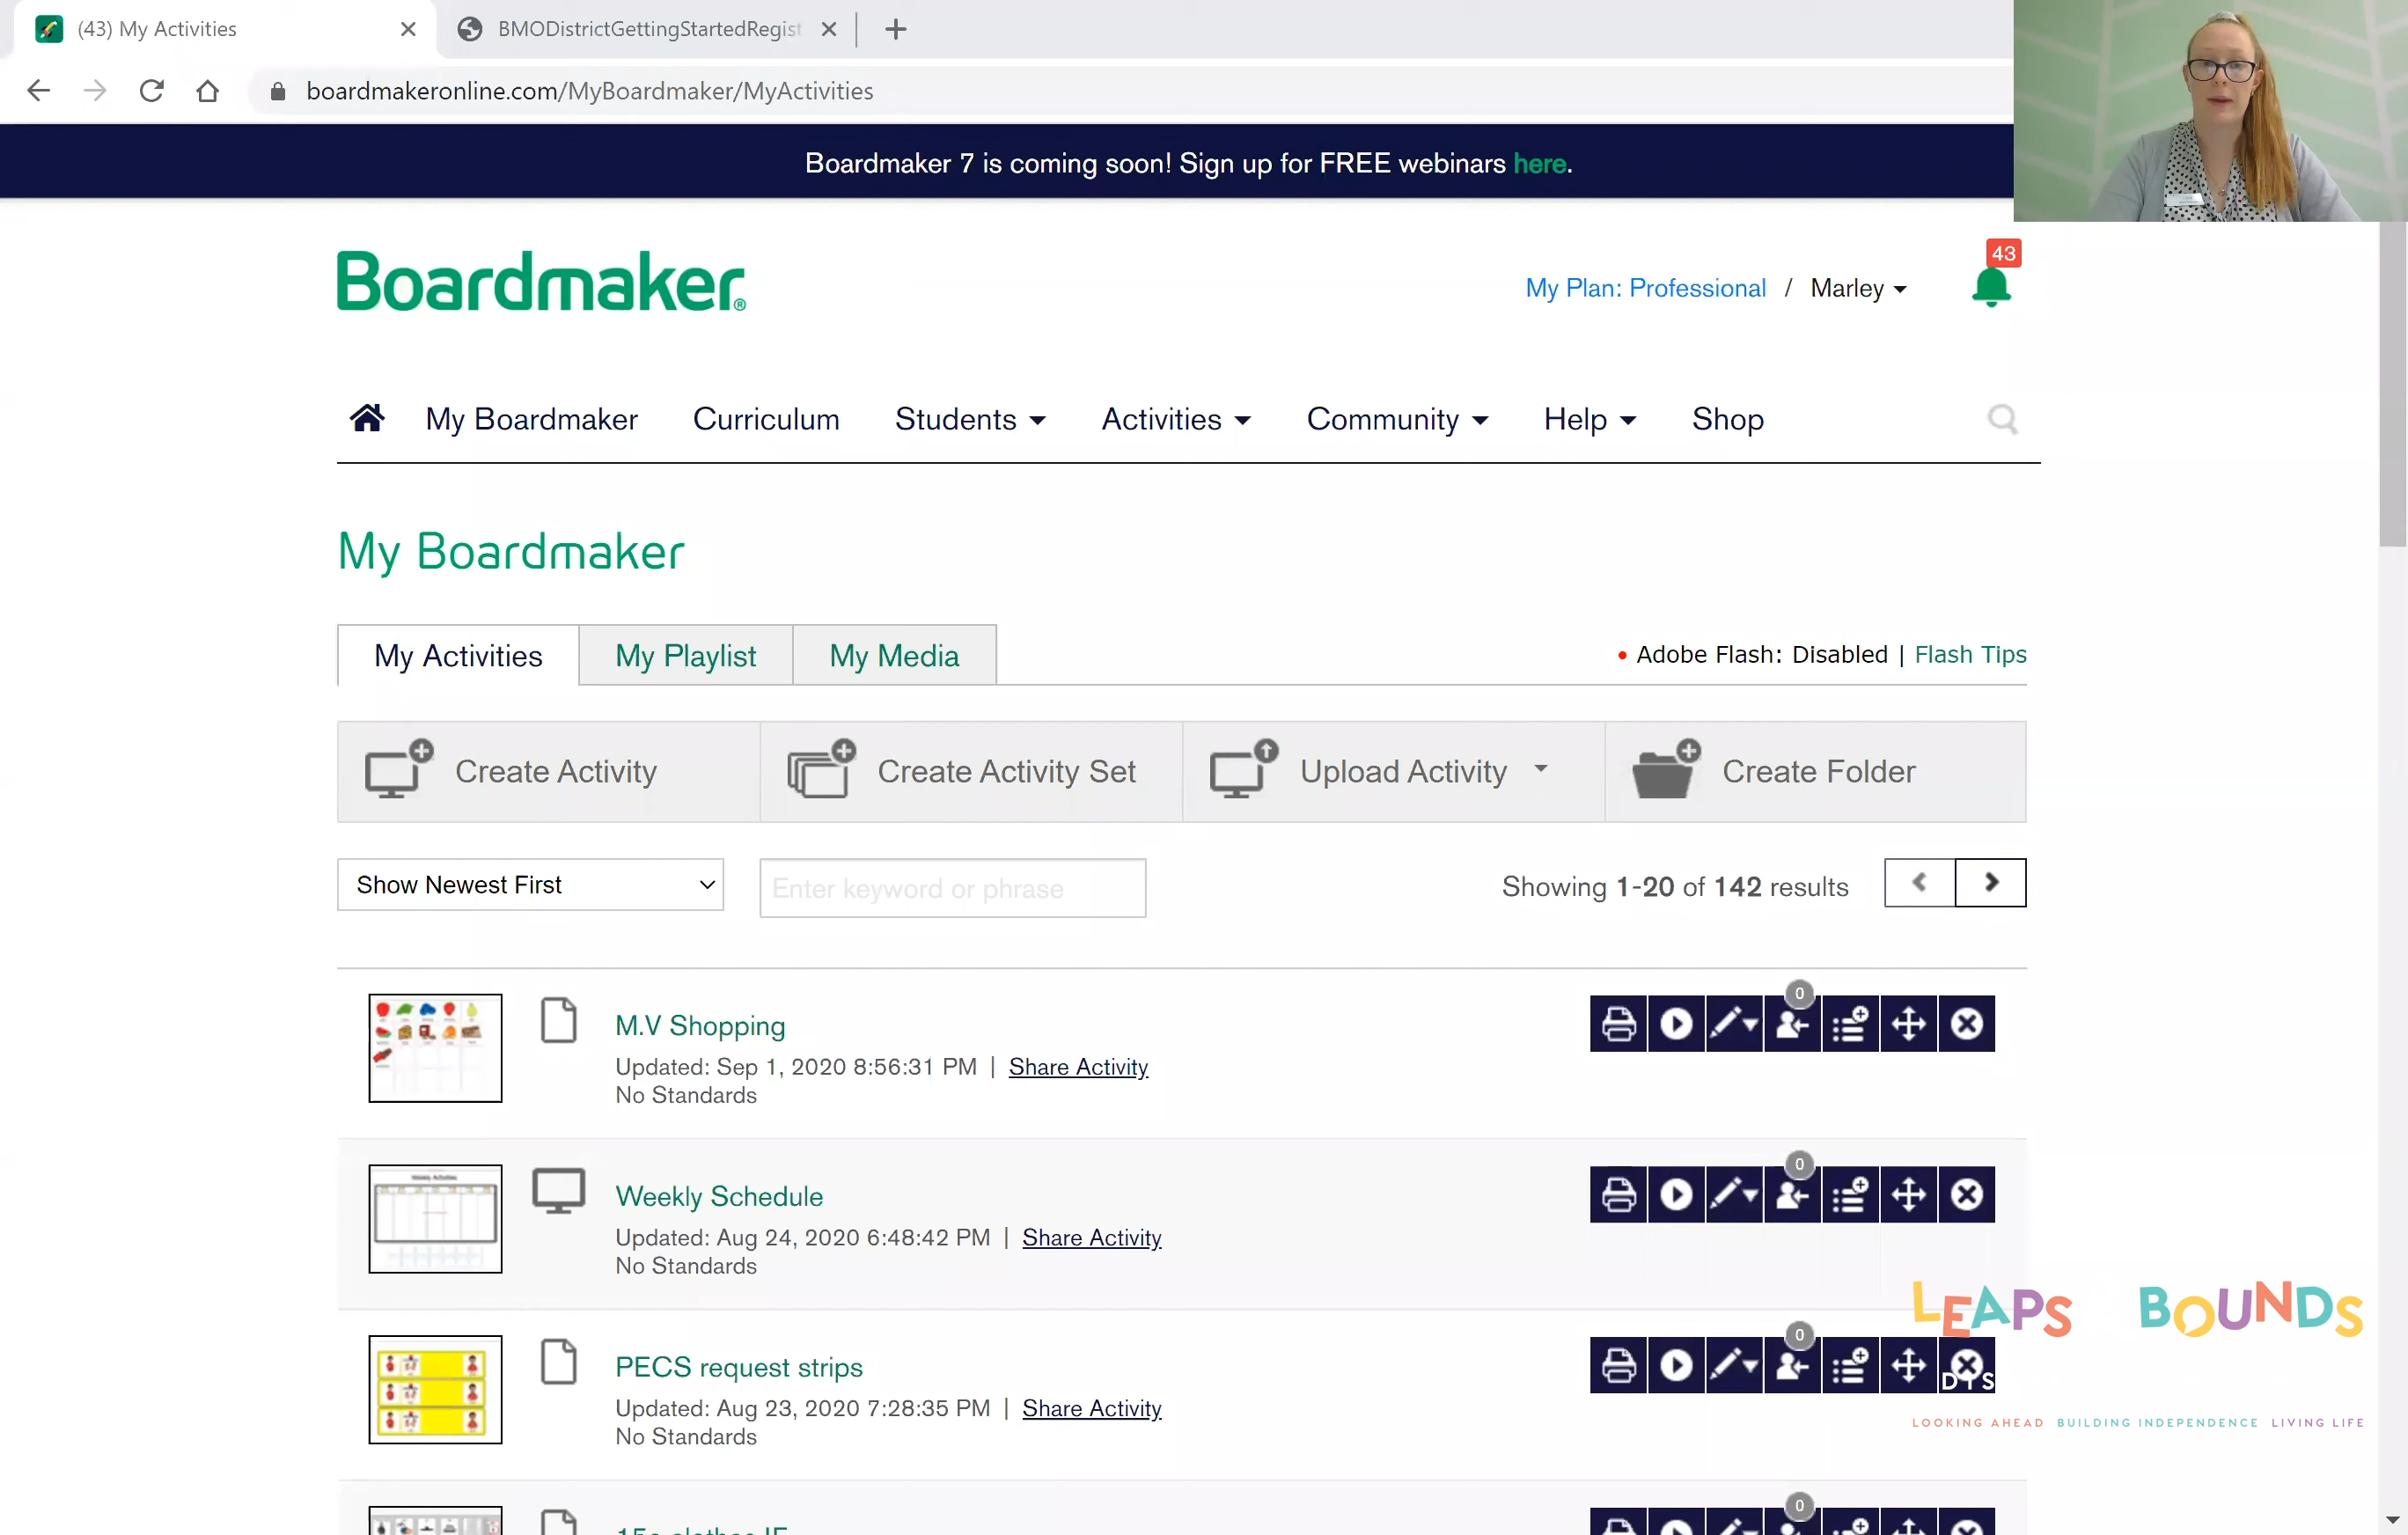 (43) My Activities
BMODistrictGettingStartedRegist
boardmakeronline.com/MyBoardmaker/MyActivities
Boardmaker 7 is coming soon! Sign up for FREE webinars here.
Boardmaker®
43
My Plan: Professional / Marley
My Boardmaker Curriculum Students Activities Community Help Shop
My Boardmaker
My Activities My Playlist My Media
• Adobe Flash: Disabled | Flash Tips
Create Activity Create Activity Set Upload Activity Create Folder
Show Newest First
Enter keyword or phrase
Showing 1-20 of 142 results
M.V Shopping
0
Updated: Sep 1, 2020 8:56:31 PM | Share Activity
No Standards
Weekly Activities
Weekly Schedule
0
Updated: Aug 24, 2020 6:48:42 PM | Share Activity
No Standards
LEAPS BOUNDS
PECS request strips
0
Updated: Aug 23, 2020 7:28:35 PM | Share Activity
No Standards
LOOKING AHEAD BUILDING INDEPENDENCE LIVING LIFE
0